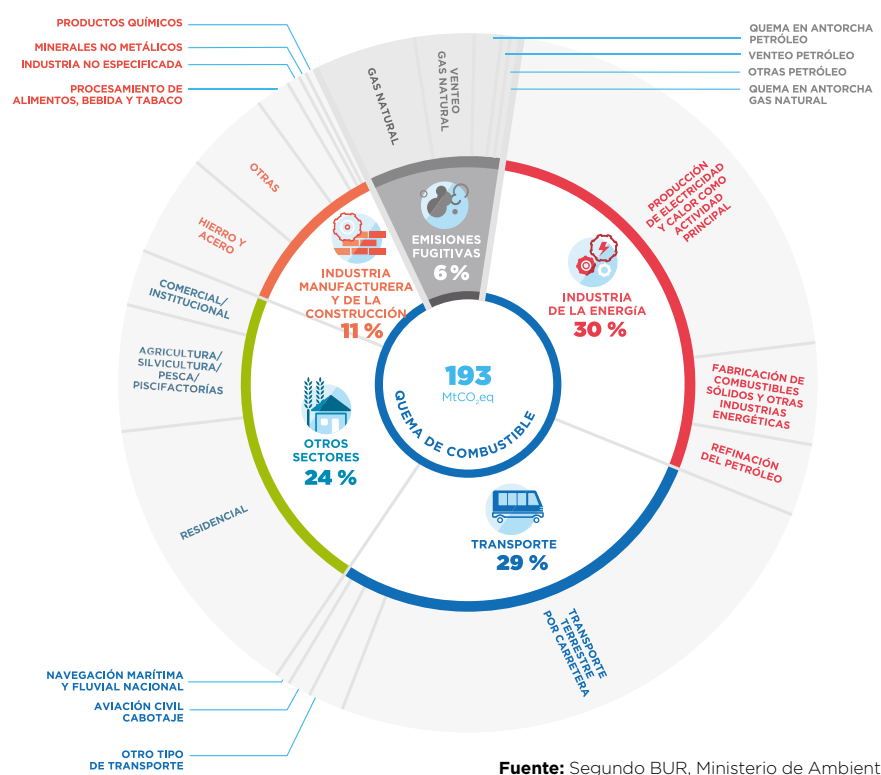 PRODUCTOS QUÍMICOS
MINERALES NO METÁLICOS
INDUSTRIA NO ESPECIFICADA
PROCESAMIENTO DE
ALIMENTOS, BEBIDA Y TABACO
GAS NATURAL
VENTEO
GAS NATURAL
QUEMA EN ANTORCHA
PETRÓLEO
VENTEO PETRÓLEO
OTRAS PETRÓLEO
QUEMA EN ANTORCHA
GAS NATURAL
OTRAS
HIERRO Y
ACERO
COMERCIAL/
INSTITUCIONAL
AGRICULTURA/
SILVICULTURA/
PESCA/
PISCIFACTORÍAS
RESIDENCIAL
INDUSTRIA
MANUFACTURERA
Y DE LA
CONSTRUCCIÓN
11 %
EMISIONES
FUGITIVAS
6 %
INDUSTRIA
DE LA ENERGÍA
30 %
PRODUCCIÓN
DE ELECTRICIDAD
Y CALOR COMO
ACTIVIDAD
PRINCIPAL
FABRICACIÓN DE
COMBUSTIBLES
SÓLIDOS Y OTRAS
INDUSTRIAS
ENERGÉTICAS
REFINACIÓN
DEL PETRÓLEO
193
MtCO₂eq
QUEMA DE COMBUSTIBLE
OTROS
SECTORES
24 %
TRANSPORTE
29 %
TRANSPORTE
TERRESTRE
POR CARRETERA
NAVEGACIÓN MARÍTIMA
Y FLUVIAL NACIONAL
AVIACIÓN CIVIL
CABOTAJE
OTRO TIPO
DE TRANSPORTE
Fuente: Segundo BUR, Ministerio de Ambient